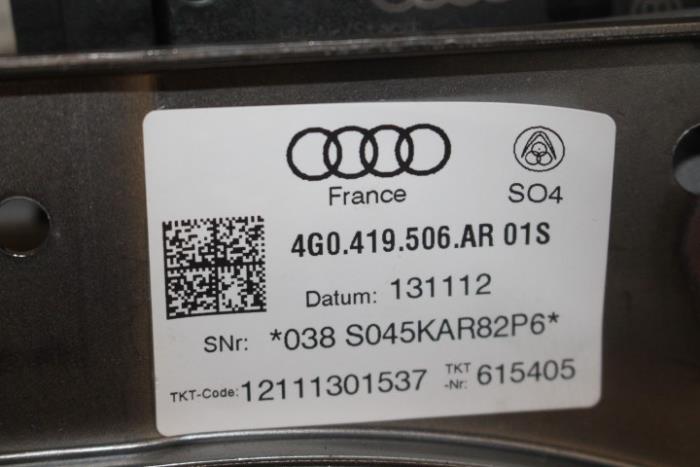 France
SO4
4G0.419.506.AR 01S
Datum: 131112
SNr: *038 S045KAR82P6*
TKT-Code: 12111301537 TKT -Nr: 615405